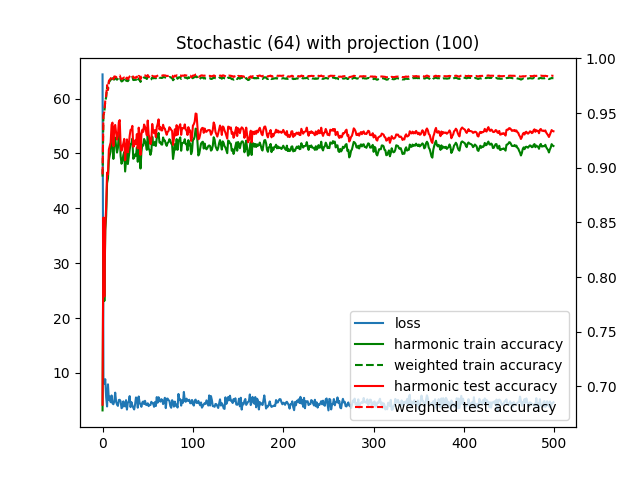 Stochastic (64) with projection (100)
60
50
40
30
20
10
1.00
0.95
0.90
0.85
0.80
0.75
0.70
loss
harmonic train accuracy
weighted train accuracy
harmonic test accuracy
weighted test accuracy
0 100 200 300 400 500